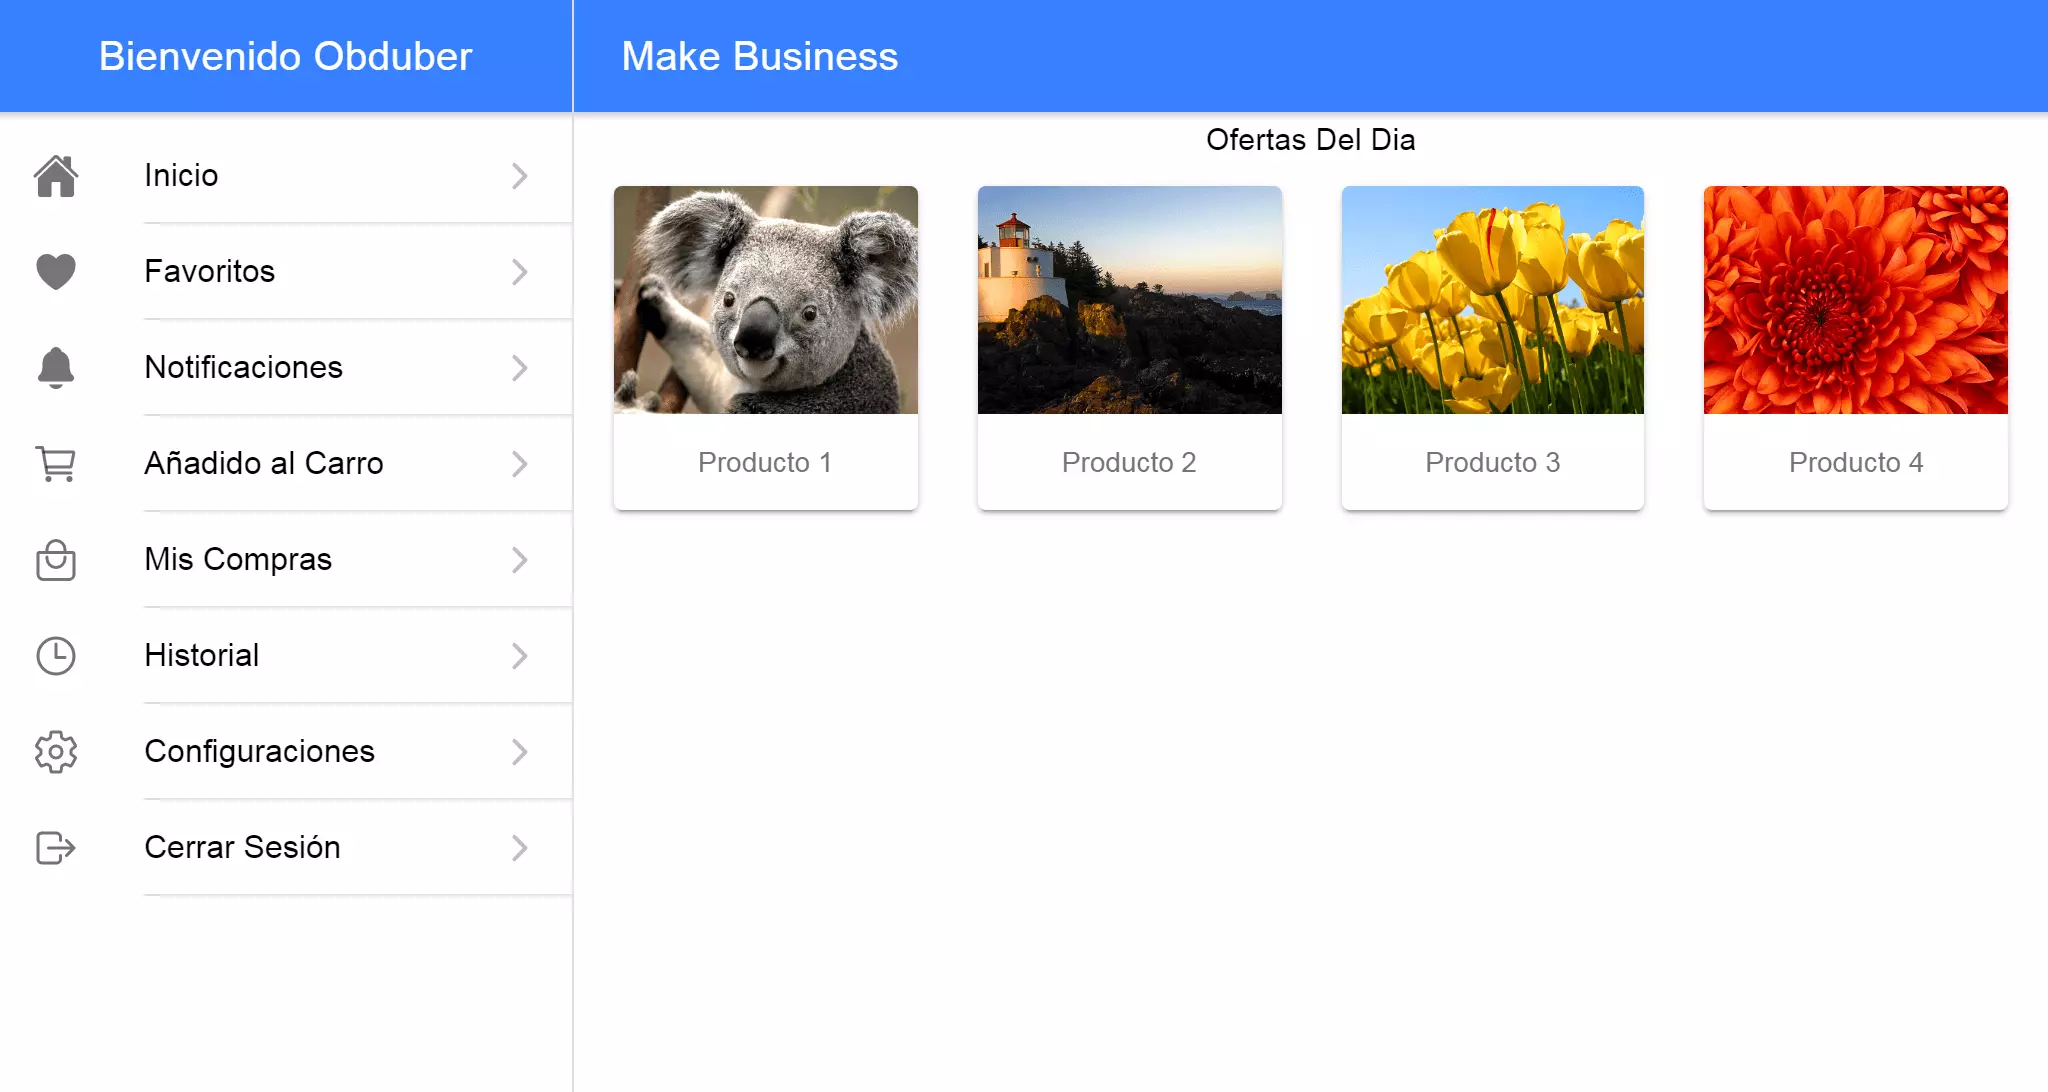 Bienvenido Obduber
Make Business
Inicio
Favoritos
Notificaciones
Añadido al Carro
Mis Compras
Historial
Configuraciones
Cerrar Sesión
Ofertas Del Dia
Producto 1
Producto 2
Producto 3
Producto 4